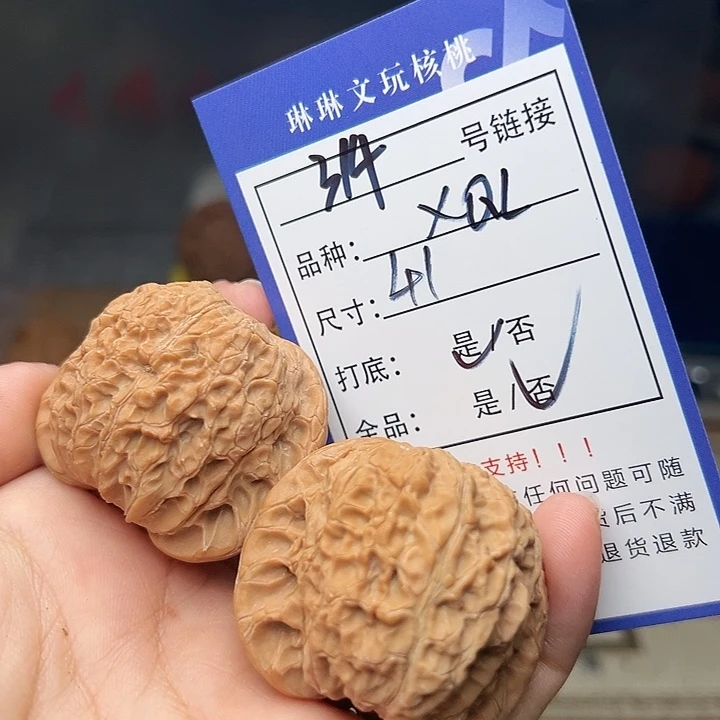 琳琳文玩核桃
314 号链接
品种： XQL
尺寸： 41
打底： 是/否
全品： 是/否
支持！！！
任何问题可随
货后不满
退货退款